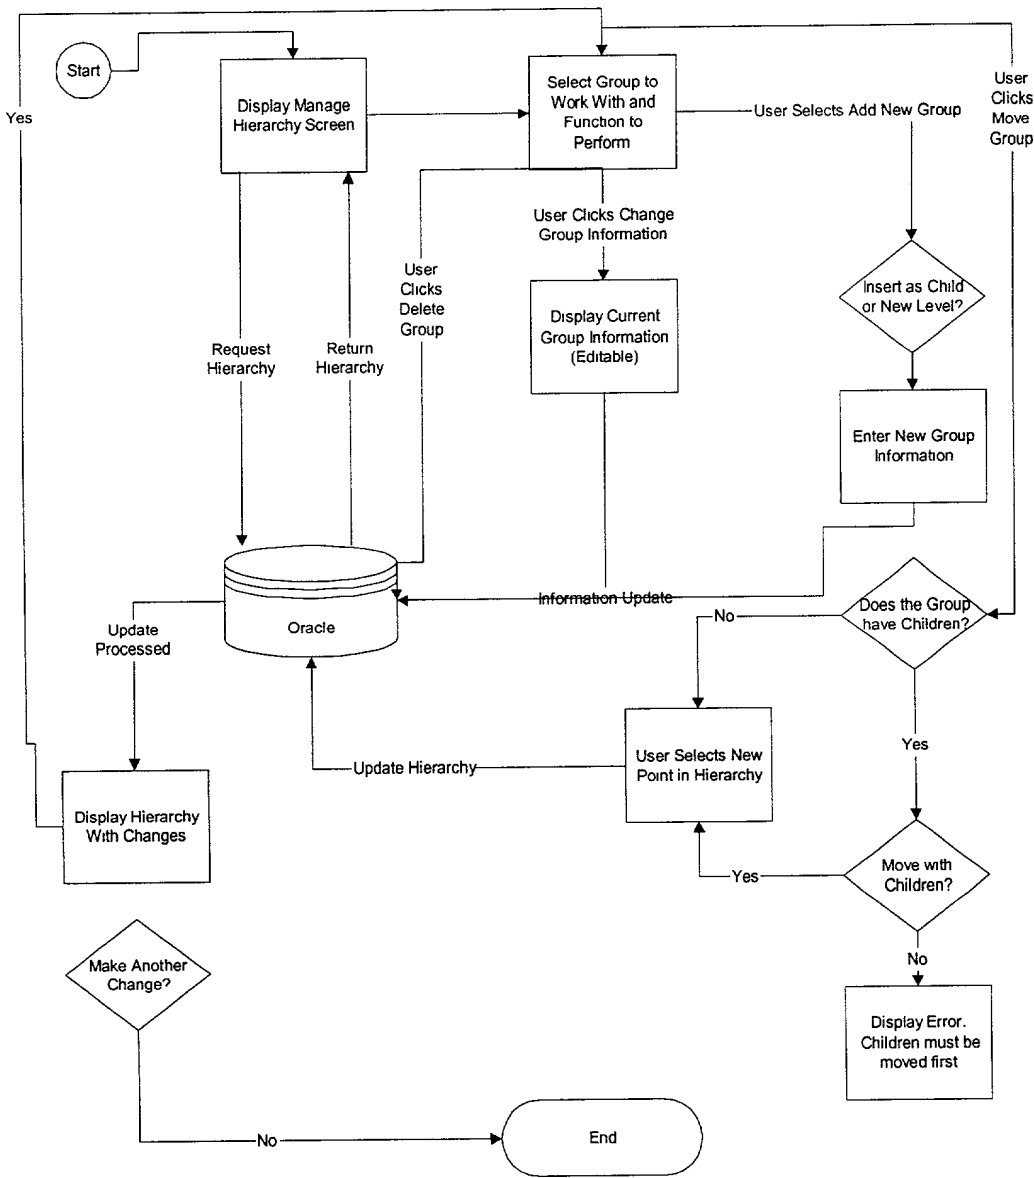 Start
Display Manage
Hierarchy Screen
Select Group to
Work With and
Function to
Perform
User Selects Add New Group
User
Clicks
Move
Group
Yes
User Clicks Change
Group Information
User
Clicks
Delete
Group
Insert as Child
or New Level?
Display Current
Group Information
(Editable)
Request
Hierarchy
Return
Hierarchy
Enter New Group
Information
Information Update
Does the Group
have Children?
No
Oracle
Update
Processed
Yes
User Selects New
Point in Hierarchy
Update Hierarchy
Display Hierarchy
With Changes
Move with
Children?
Yes
No
Make Another
Change?
Display Error.
Children must be
moved first
No
End